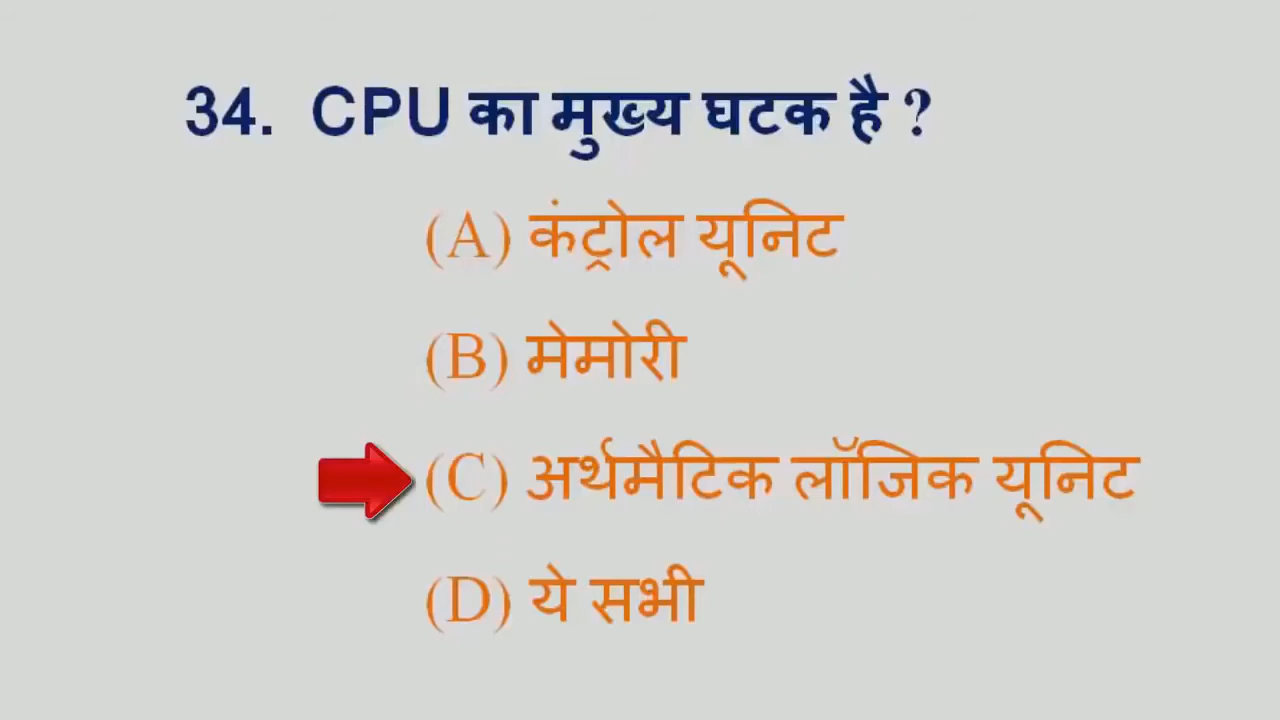 34. CPU का मुख्य घटक है ?
(A) कंट्रोल यूनिट
(B) मेमोरी
(C) अर्थमैटिक लॉजिक यूनिट
(D) ये सभी